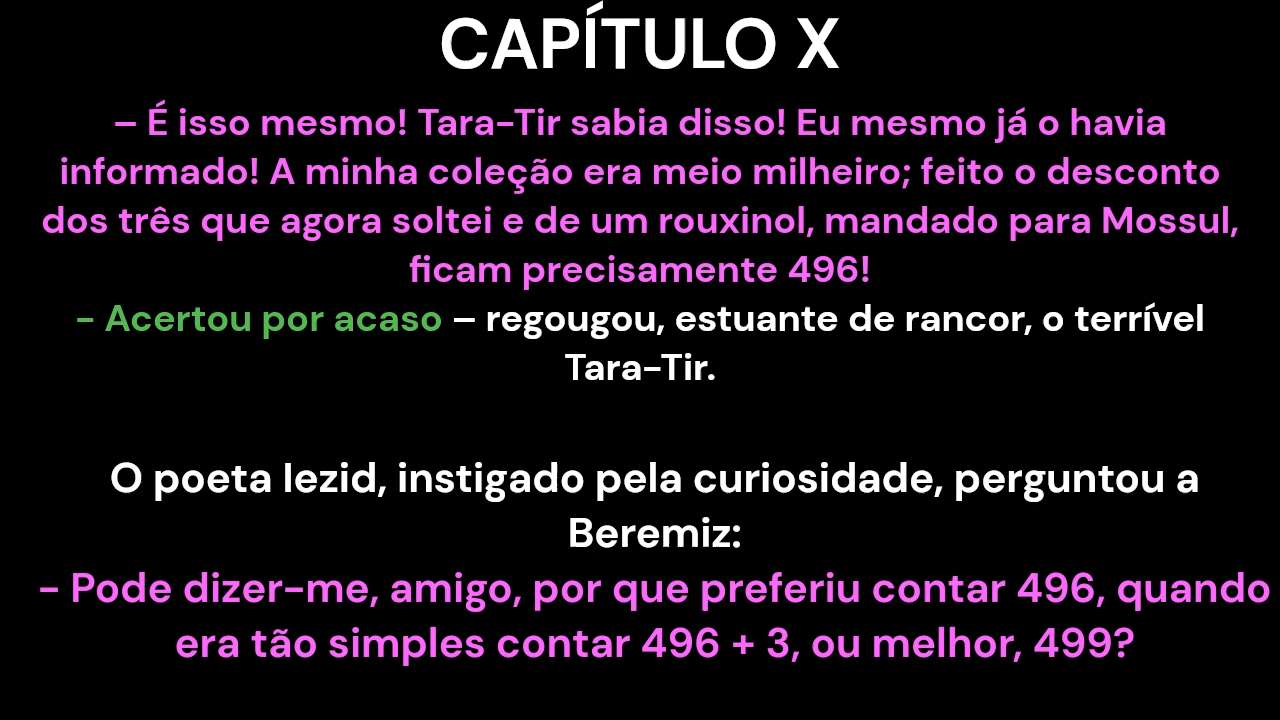 CAPÍTULO X
– É isso mesmo! Tara-Tir sabia disso! Eu mesmo já o havia
informado! A minha coleção era meio milheiro; feito o desconto
dos três que agora soltei e de um rouxinol, mandado para Mossul,
ficam precisamente 496!
- Acertou por acaso – regougou, estuante de rancor, o terrível
Tara-Tir.
O poeta Iezid, instigado pela curiosidade, perguntou a
Beremiz:
- Pode dizer-me, amigo, por que preferiu contar 496, quando
era tão simples contar 496 + 3, ou melhor, 499?